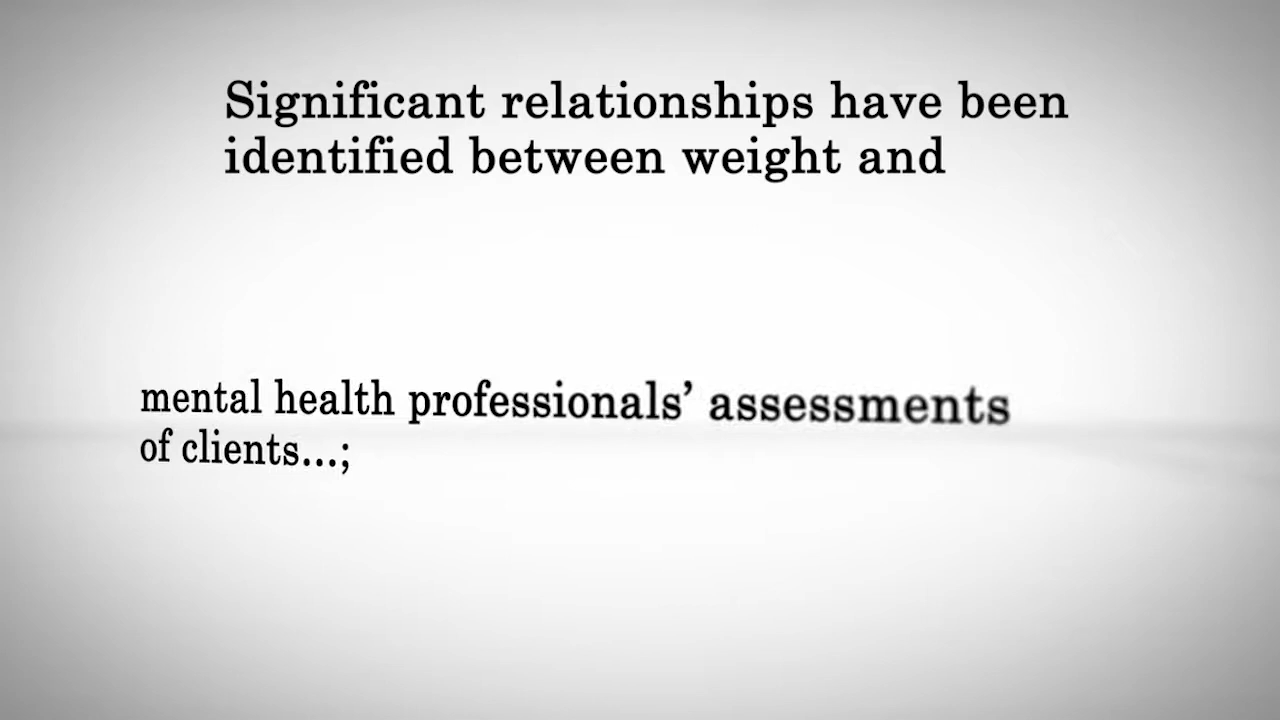 Significant relationships have been
identified between weight and
mental health professionals’ assessments
of clients...;